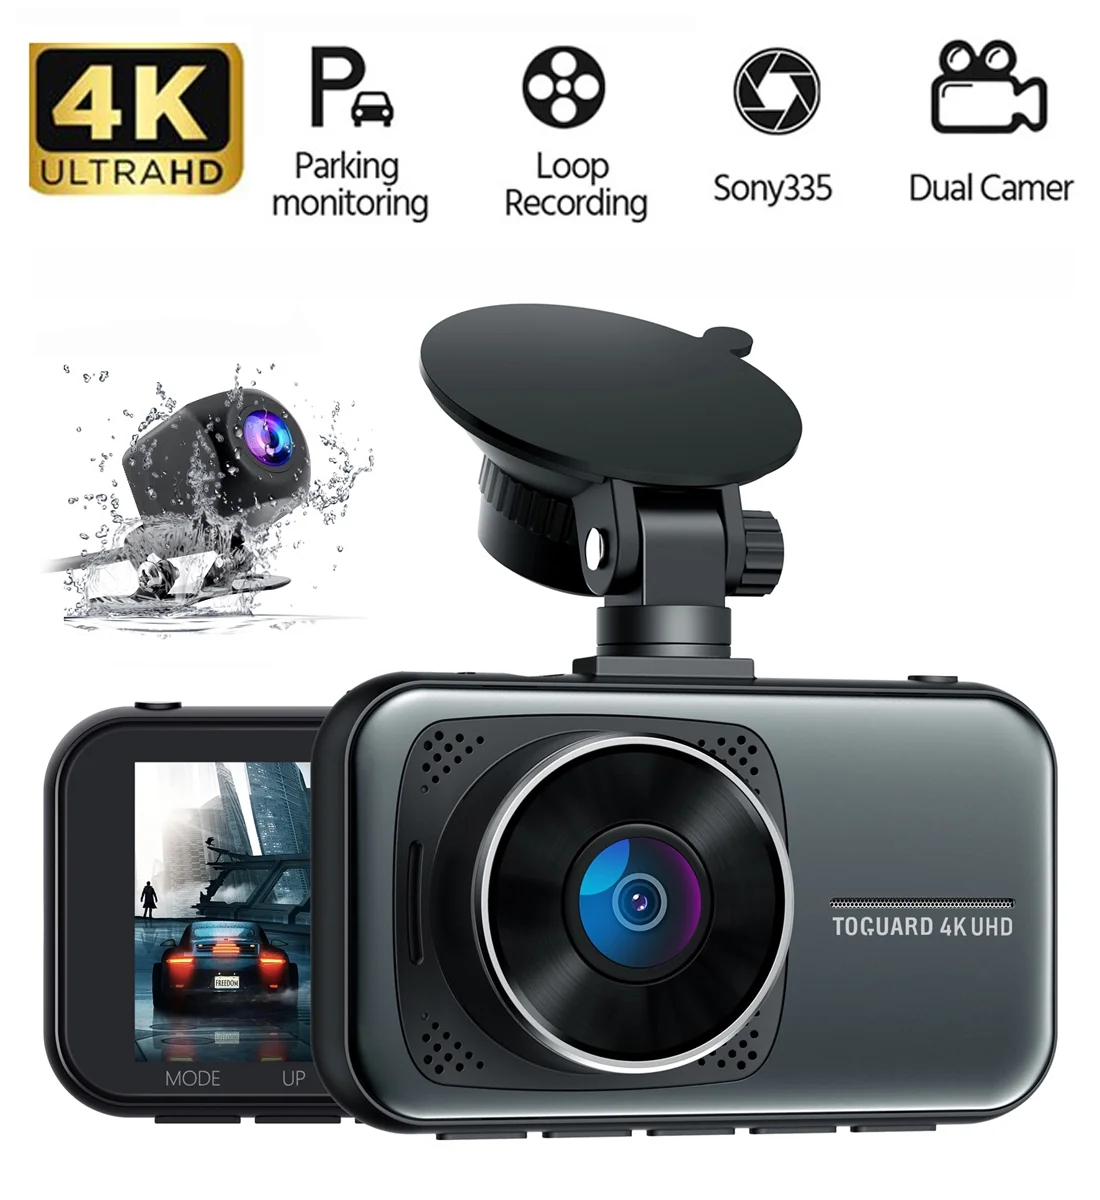 4K
ULTRAHD
Parking
monitoring
Loop
Recording
Sony335
Dual Camer
TOGUARD 4K UHD
FREEDOM
MODE
UP